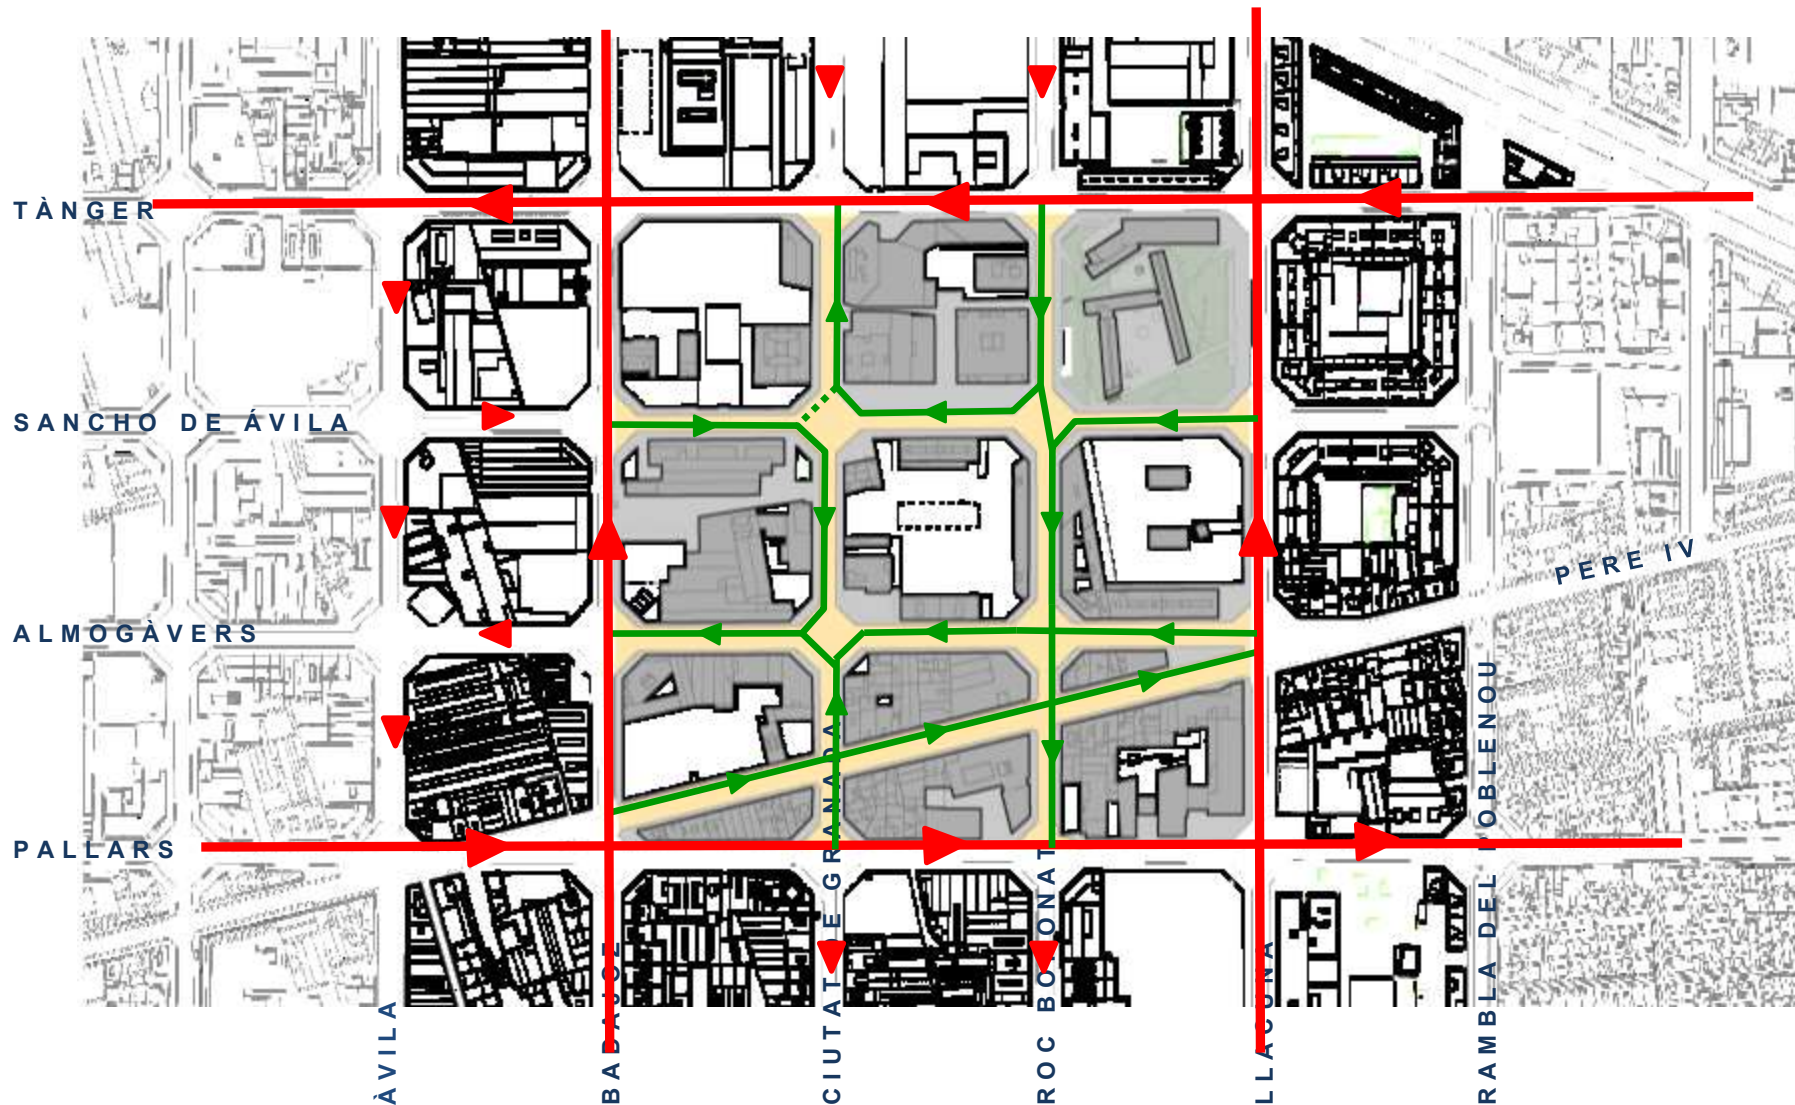 TÀNGER
SANCHO DE ÁVILA
PERE IV
ALMOGÀVERS
PALLARS
ÀVILA
BADAJOZ
CIUTAT DE GRANADA
ROC BORONAT
LLACUNA
RAMBLA DEL POBLENOU